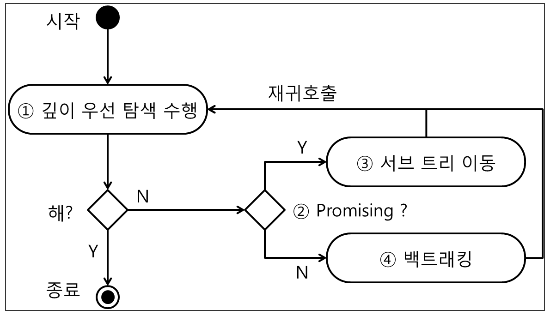 시작
① 깊이 우선 탐색 수행
재귀호출
Y
③ 서브 트리 이동
해?
N
② Promising ?
Y
N
④ 백트래킹
종료